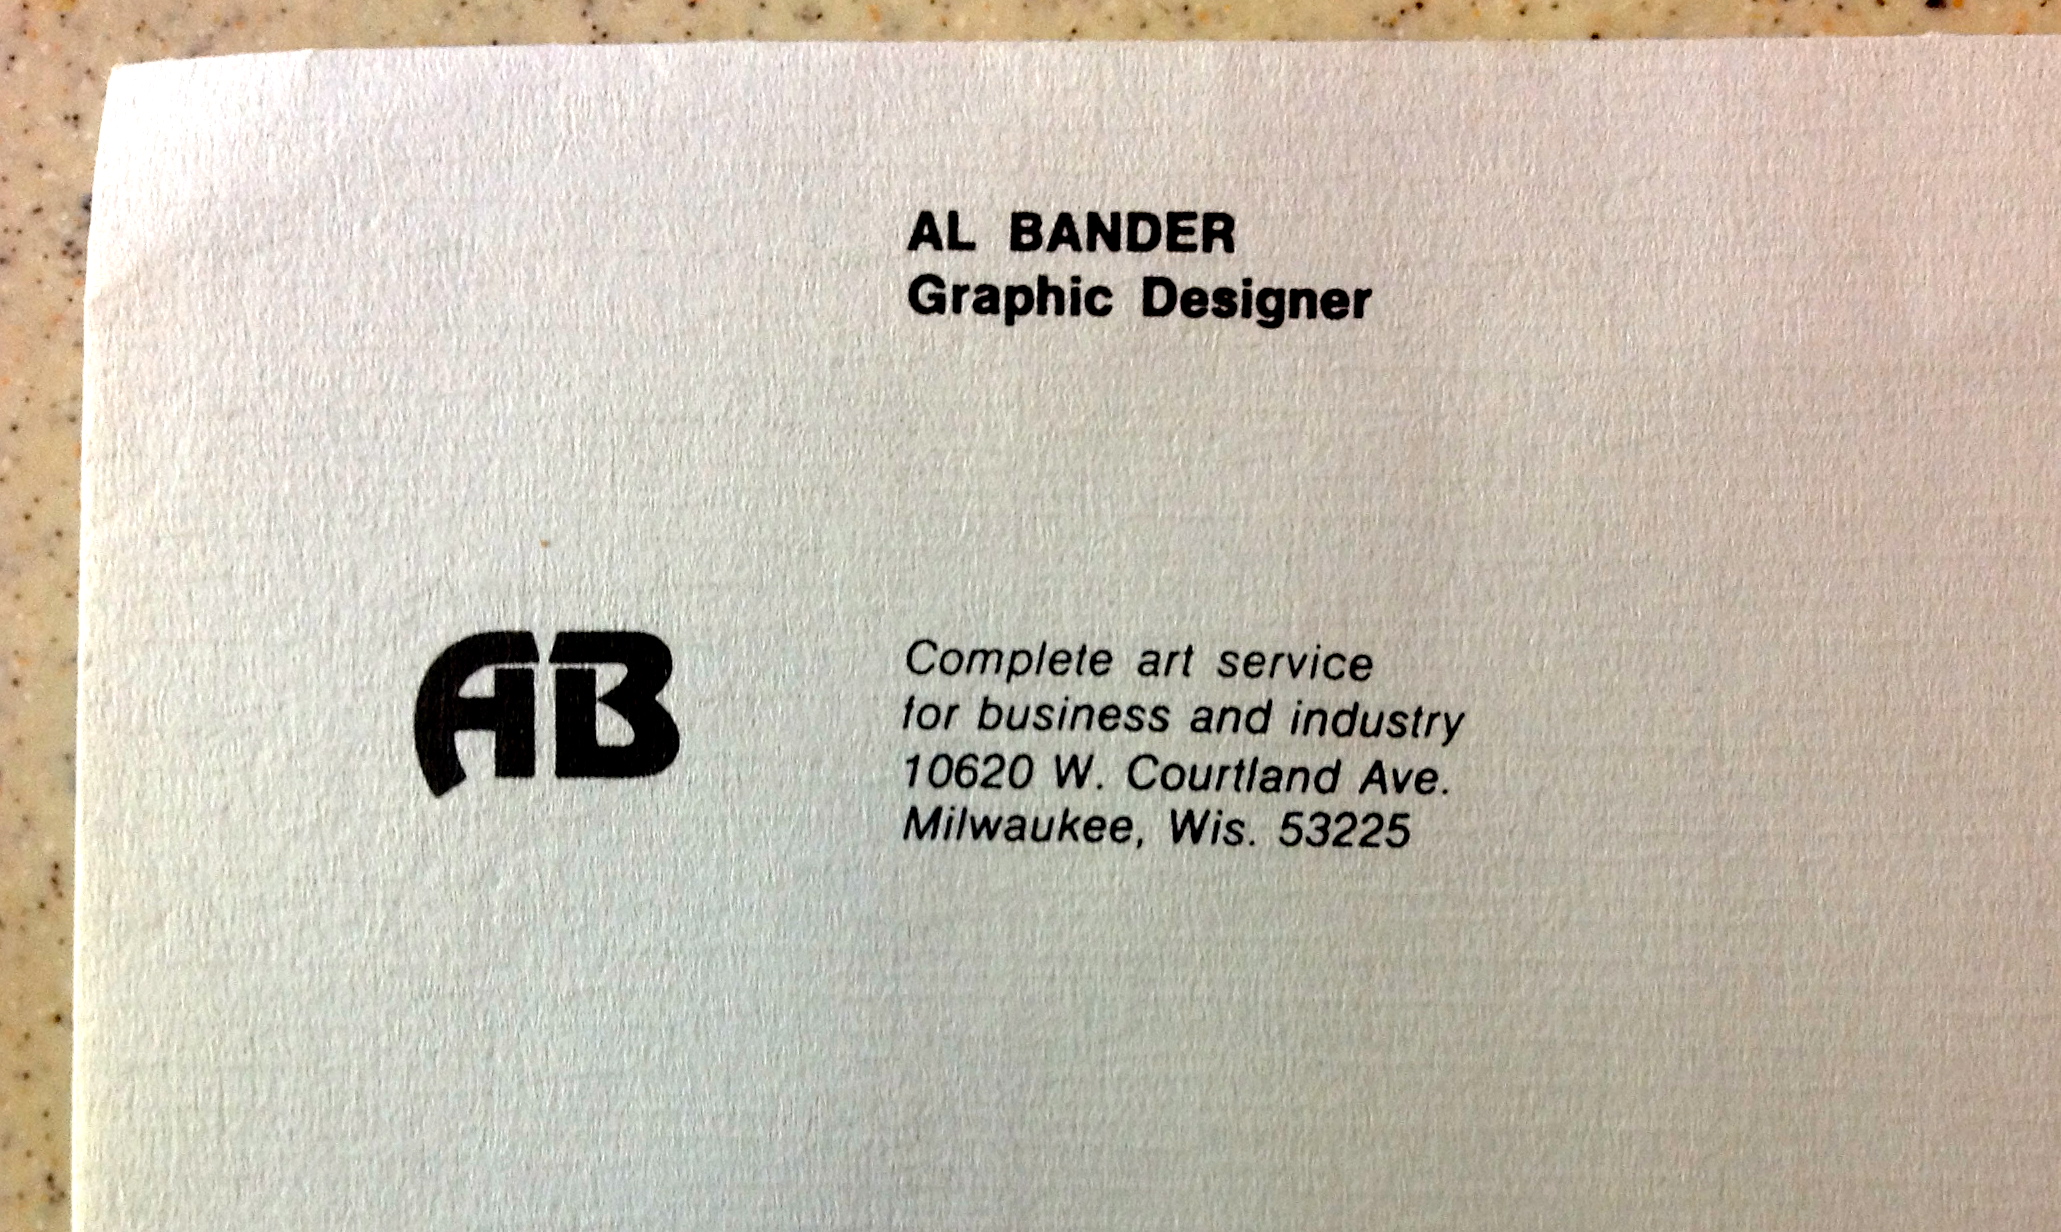 AL BANDER
Graphic Designer
AB
Complete art service
for business and industry
10620 W. Courtland Ave.
Milwaukee, Wis. 53225